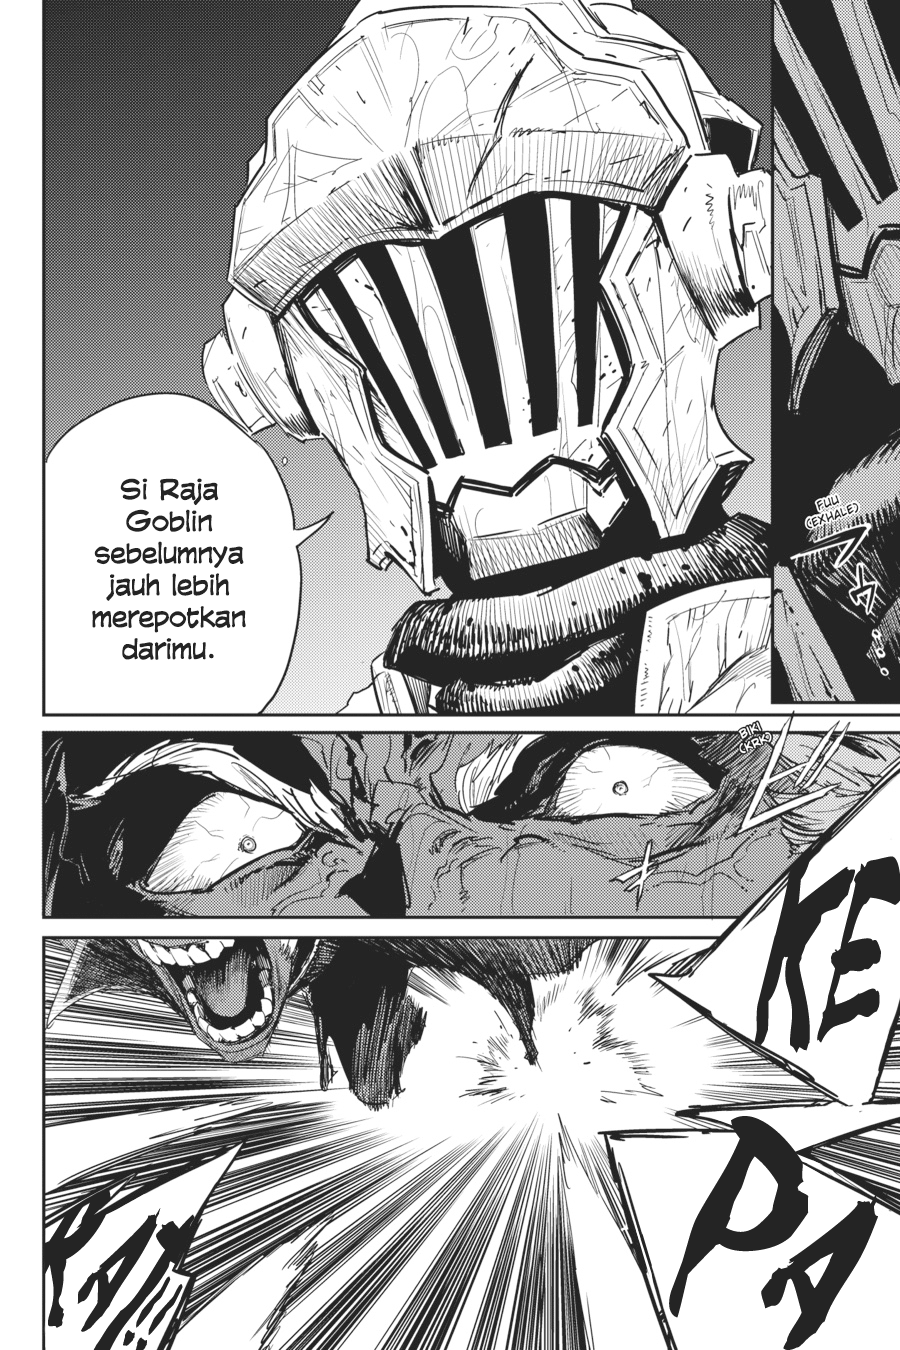 FUU
(EXHALE)
Si Raja
Goblin
sebelumnya
jauh lebih
merepotkan
darimu.
BIKI
(KRK)
KE
PA
RA!!!